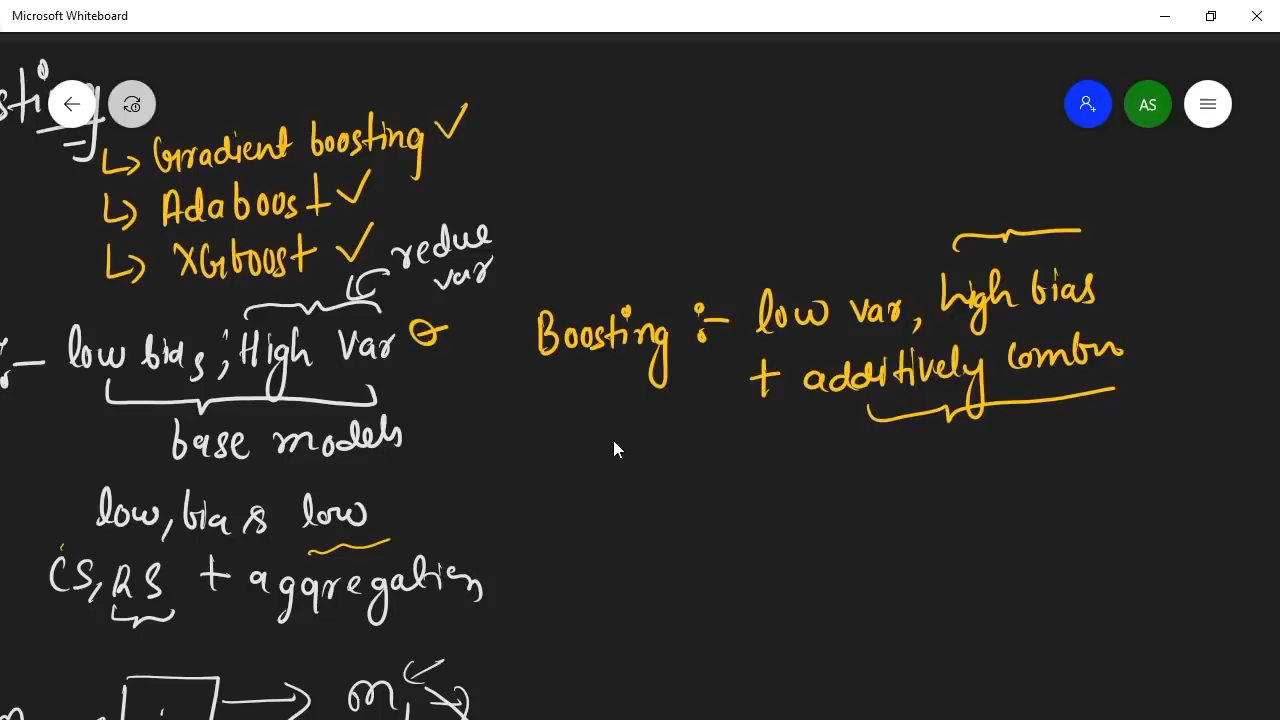 Microsoft Whiteboard
sting
AS
↳ Gradient boosting ✓
↳ Adaboost ✓
↳ XGboost ✓
redue
var
:- low bias; High Var
base models
low, bias low
CS, RS + aggregation
Boosting :- low var, high bias
+ additively combn
m